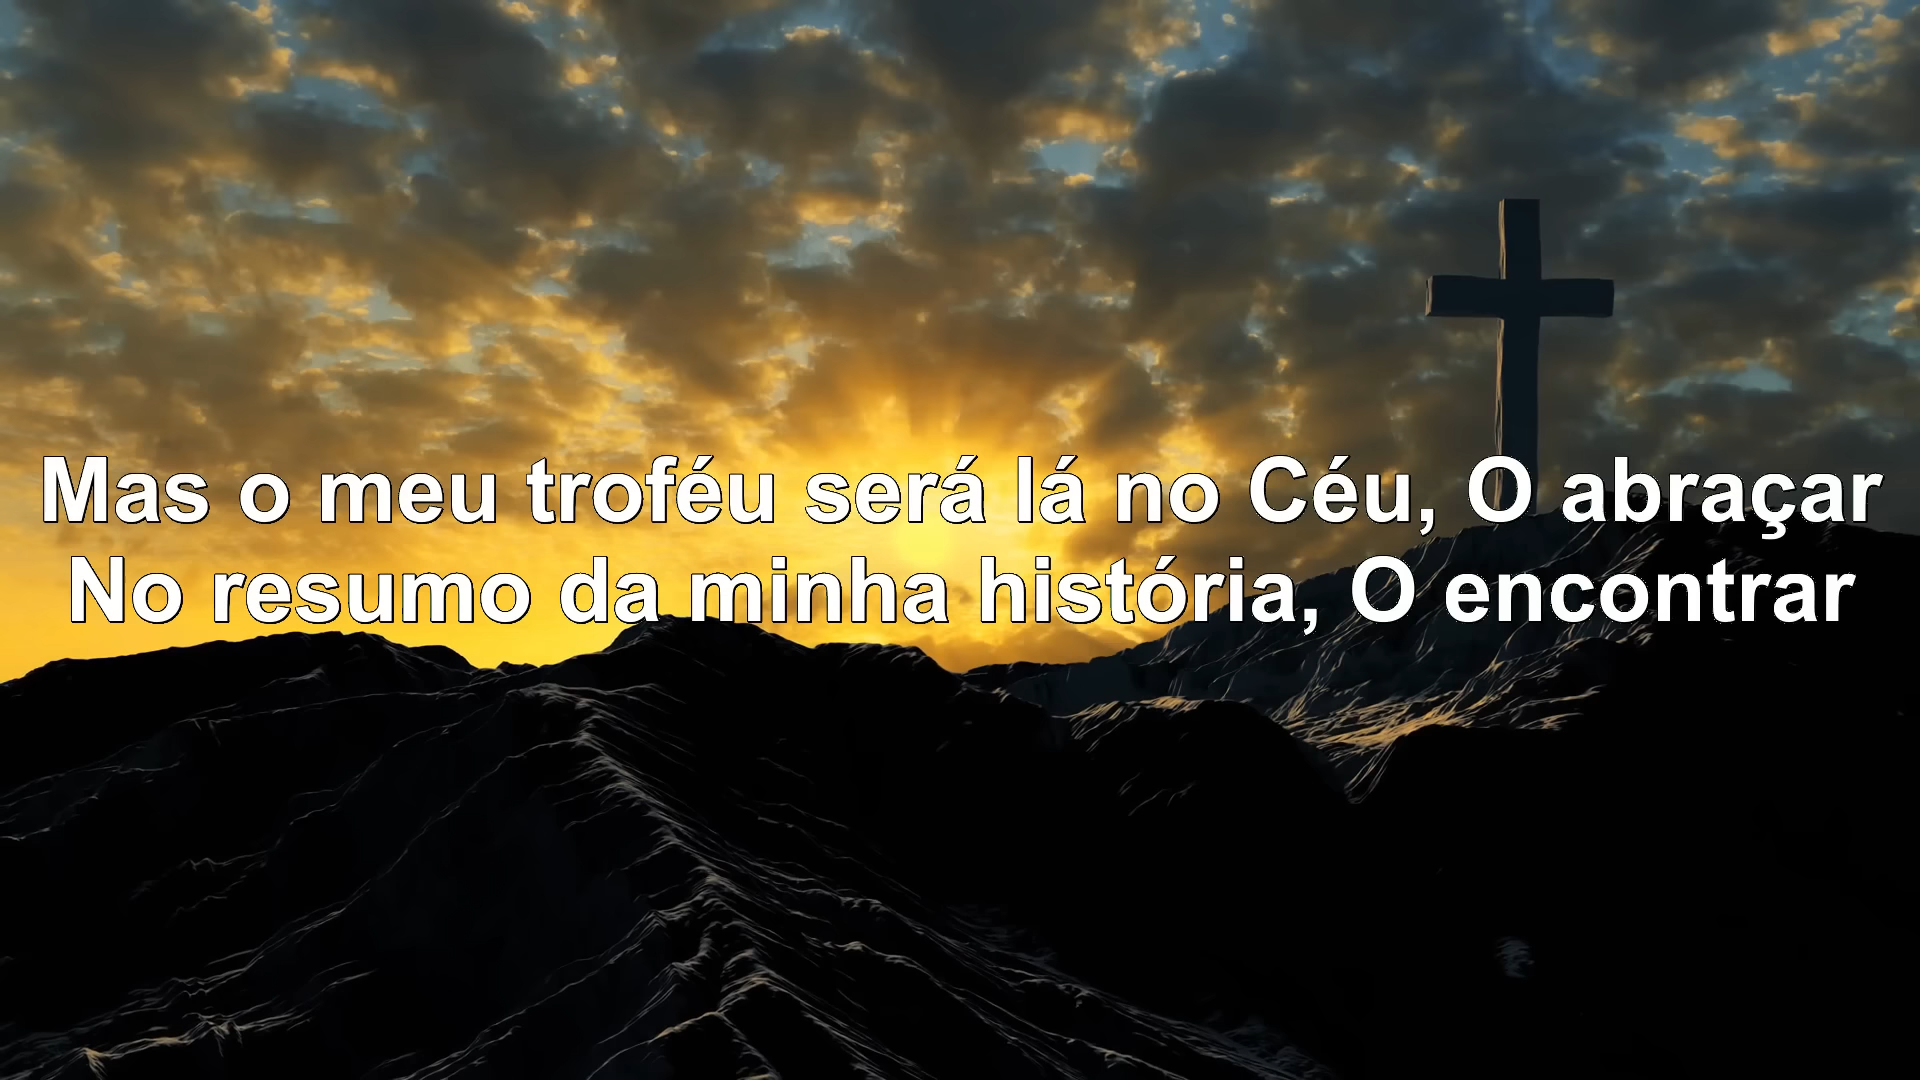 Mas o meu troféu será lá no Céu, O abraçar
No resumo da minha história, O encontrar